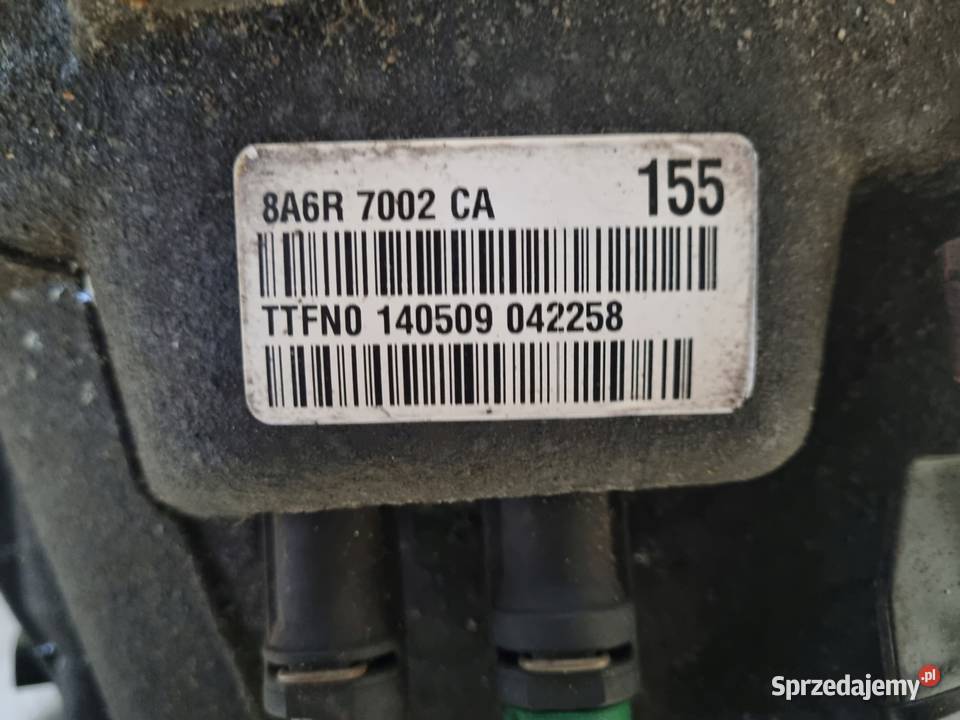 8A6R 7002 CA 155
TTFN0 140509 042258
Sprzedajemy .pl